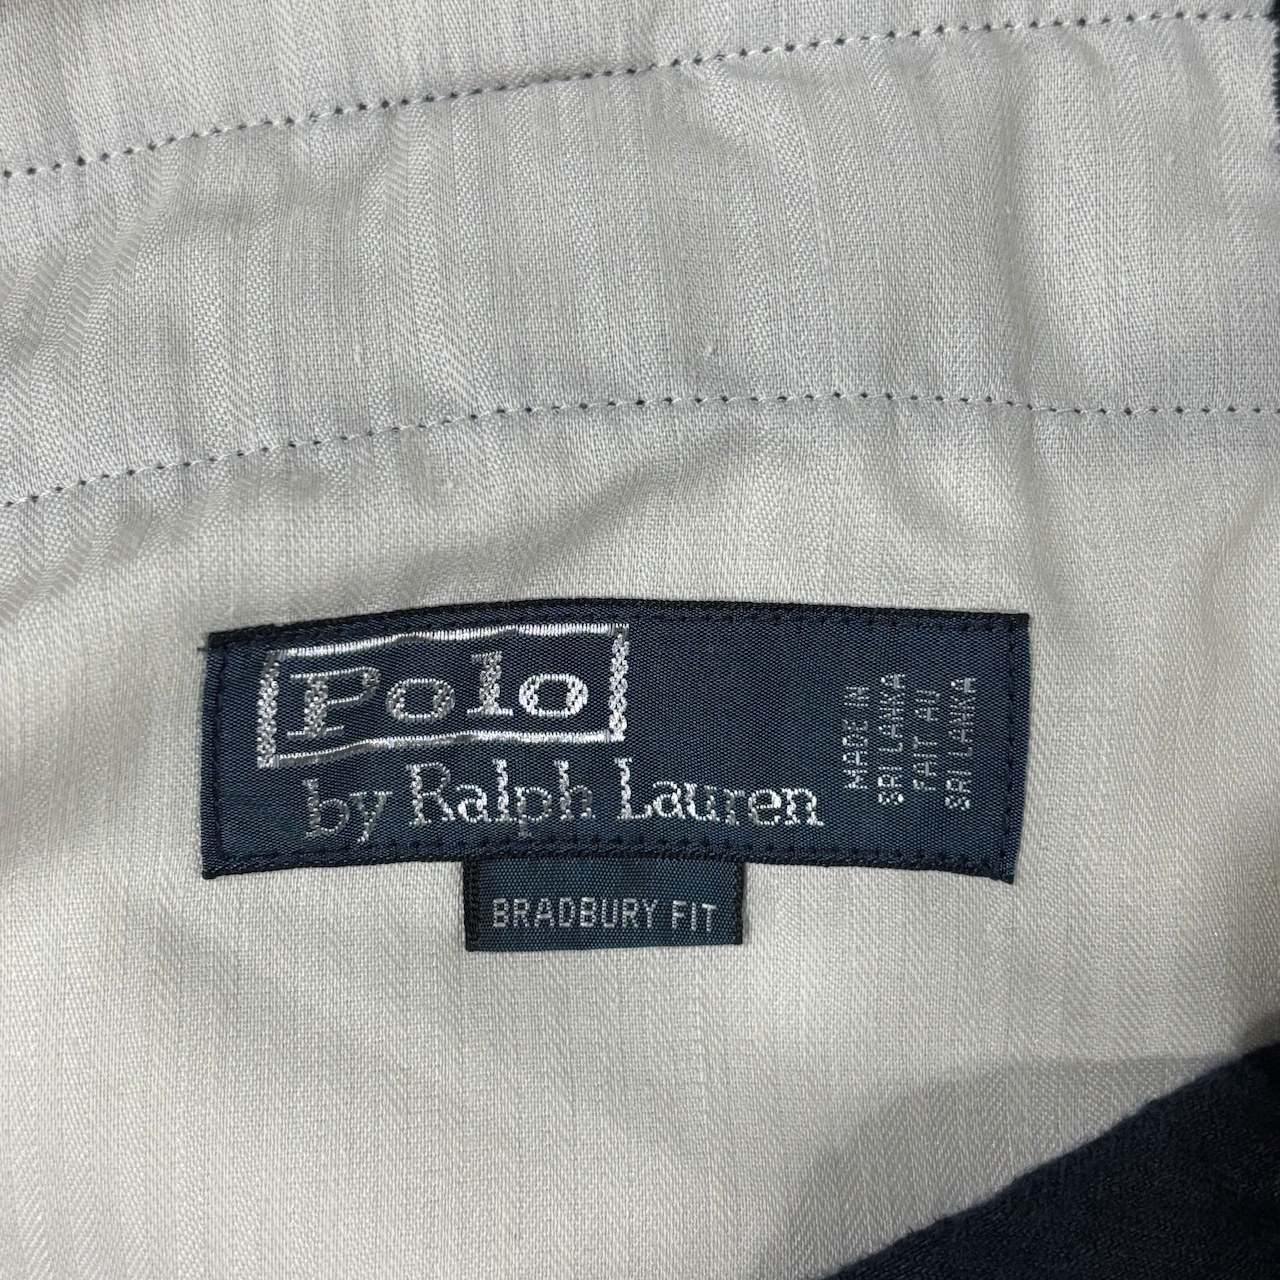 Polo
by Ralph Lauren
MADE IN
SRI LANKA
FAIT AU
SRI LANKA
BRADBURY FIT